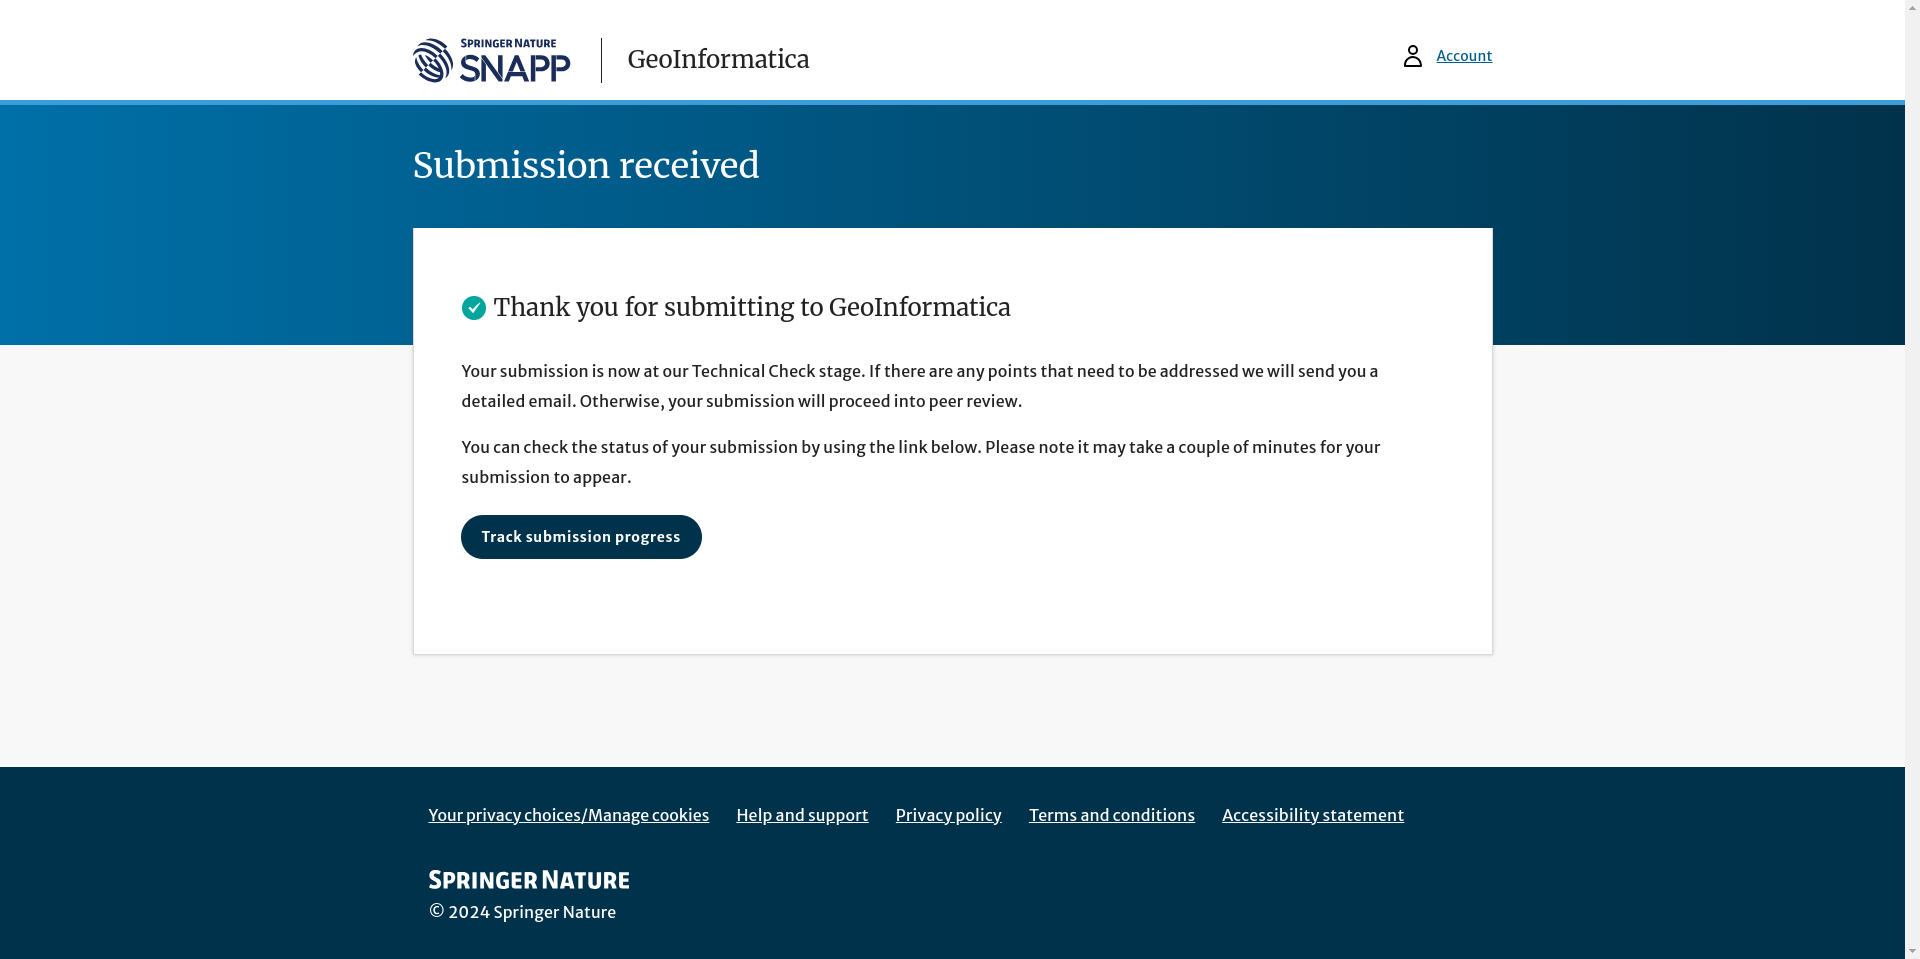 SPRINGER NATURE
SNAPP
GeoInformatica
Account
Submission received
Thank you for submitting to GeoInformatica
Your submission is now at our Technical Check stage. If there are any points that need to be addressed we will send you a
detailed email. Otherwise, your submission will proceed into peer review.
You can check the status of your submission by using the link below. Please note it may take a couple of minutes for your
submission to appear.
Track submission progress
Your privacy choices/Manage cookies Help and support Privacy policy Terms and conditions Accessibility statement
SPRINGER NATURE
© 2024 Springer Nature